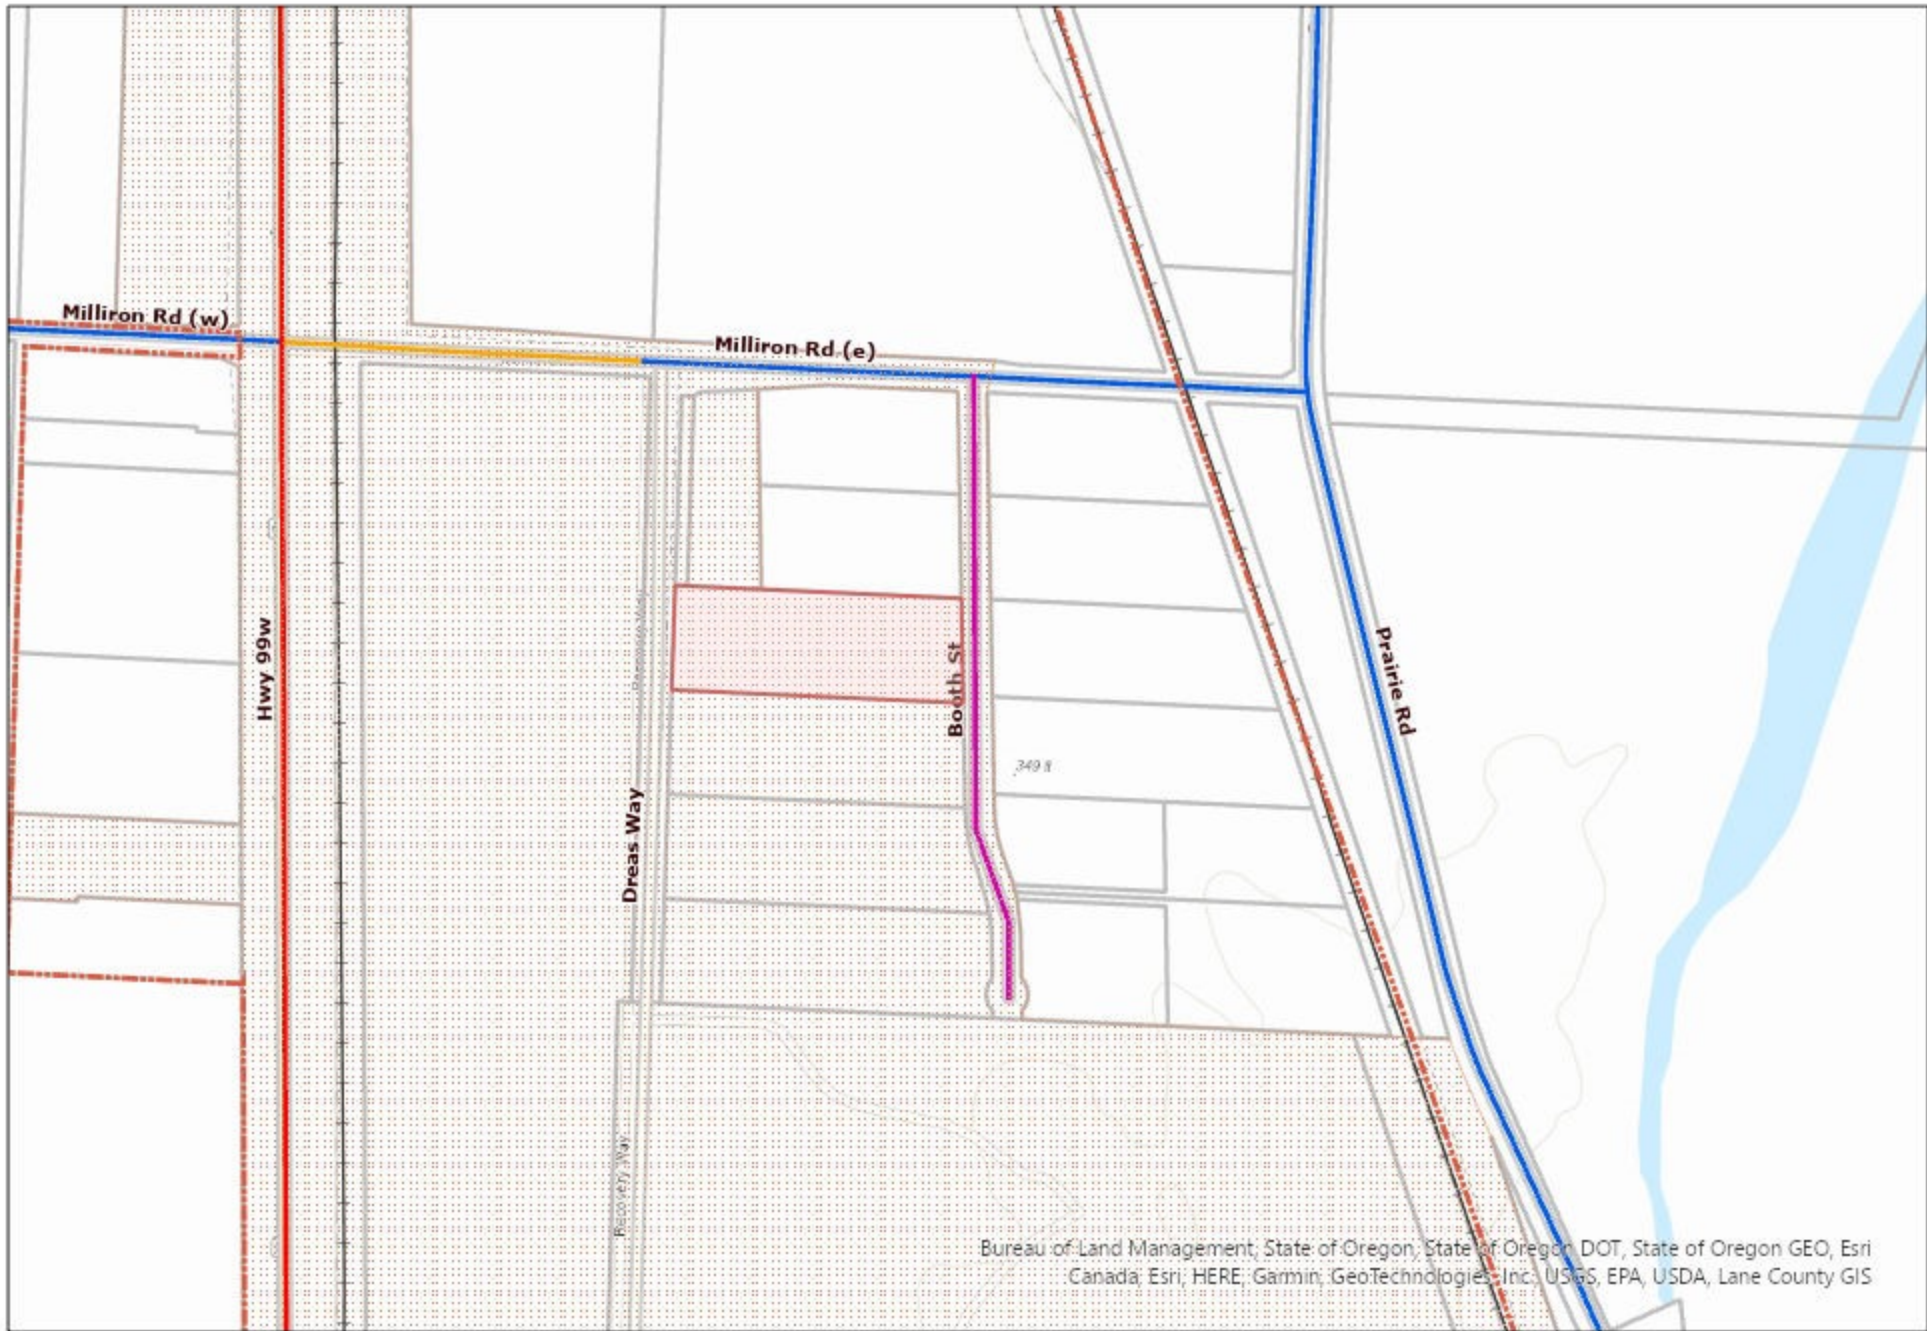 Milliron Rd (w)
Milliron Rd (e)
Hwy 99w
Booth St
Prairie Rd
349 ft
Dreas Way
Recovery Way
Bureau of Land Management, State of Oregon, State of Oregon DOT, State of Oregon GEO, Esri
Canada, Esri, HERE, Garmin, GeoTechnologies, Inc., USGS, EPA, USDA, Lane County GIS